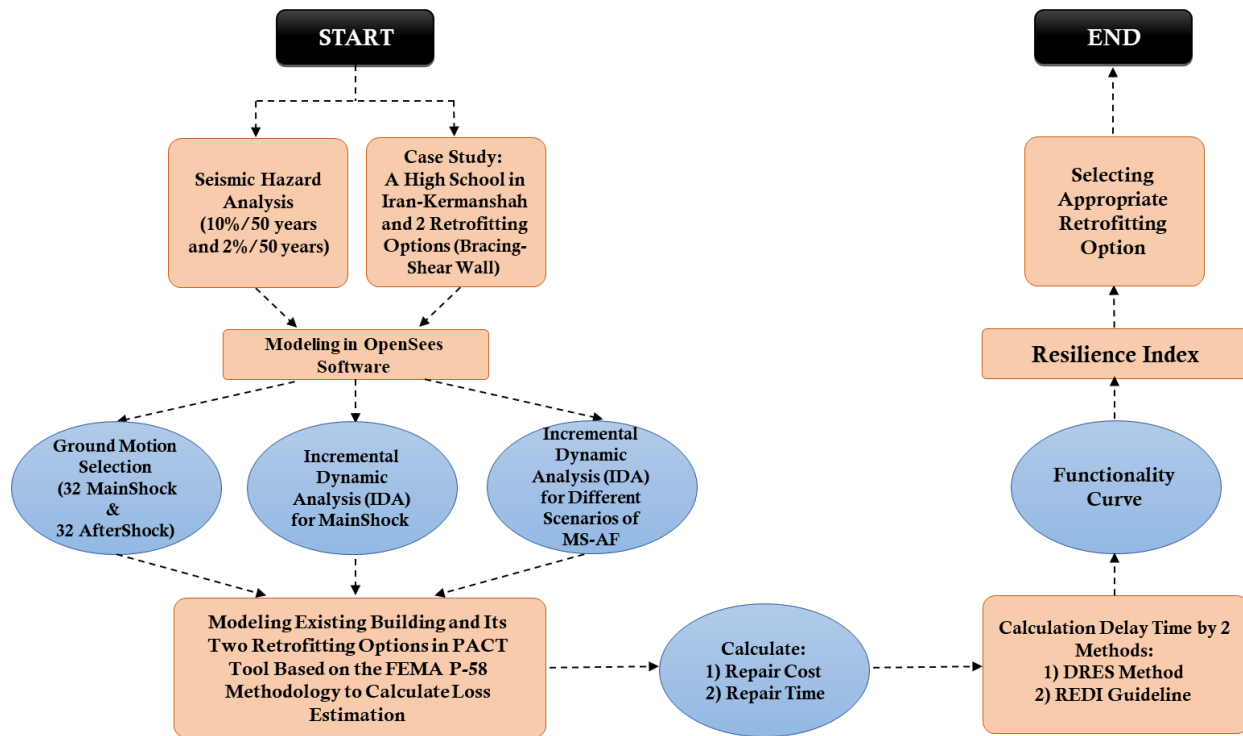 START
Seismic Hazard
Analysis
(10%/50 years
and 2%/50 years)
Case Study:
A High School in
Iran-Kermanshah
and 2 Retrofitting
Options (Bracing-
Shear Wall)
Modeling in OpenSees
Software
Ground Motion
Selection
(32 MainShock
&
32 AfterShock)
Incremental
Dynamic
Analysis (IDA)
for MainShock
Incremental
Dynamic
Analysis (IDA)
for Different
Scenarios of
MS-AF
Modeling Existing Building and Its
Two Retrofitting Options in PACT
Tool Based on the FEMA P-58
Methodology to Calculate Loss
Estimation
Calculate:
1) Repair Cost
2) Repair Time
Calculation Delay Time by 2
Methods:
1) DRES Method
2) REDI Guideline
Functionality
Curve
Resilience Index
Selecting
Appropriate
Retrofitting
Option
END